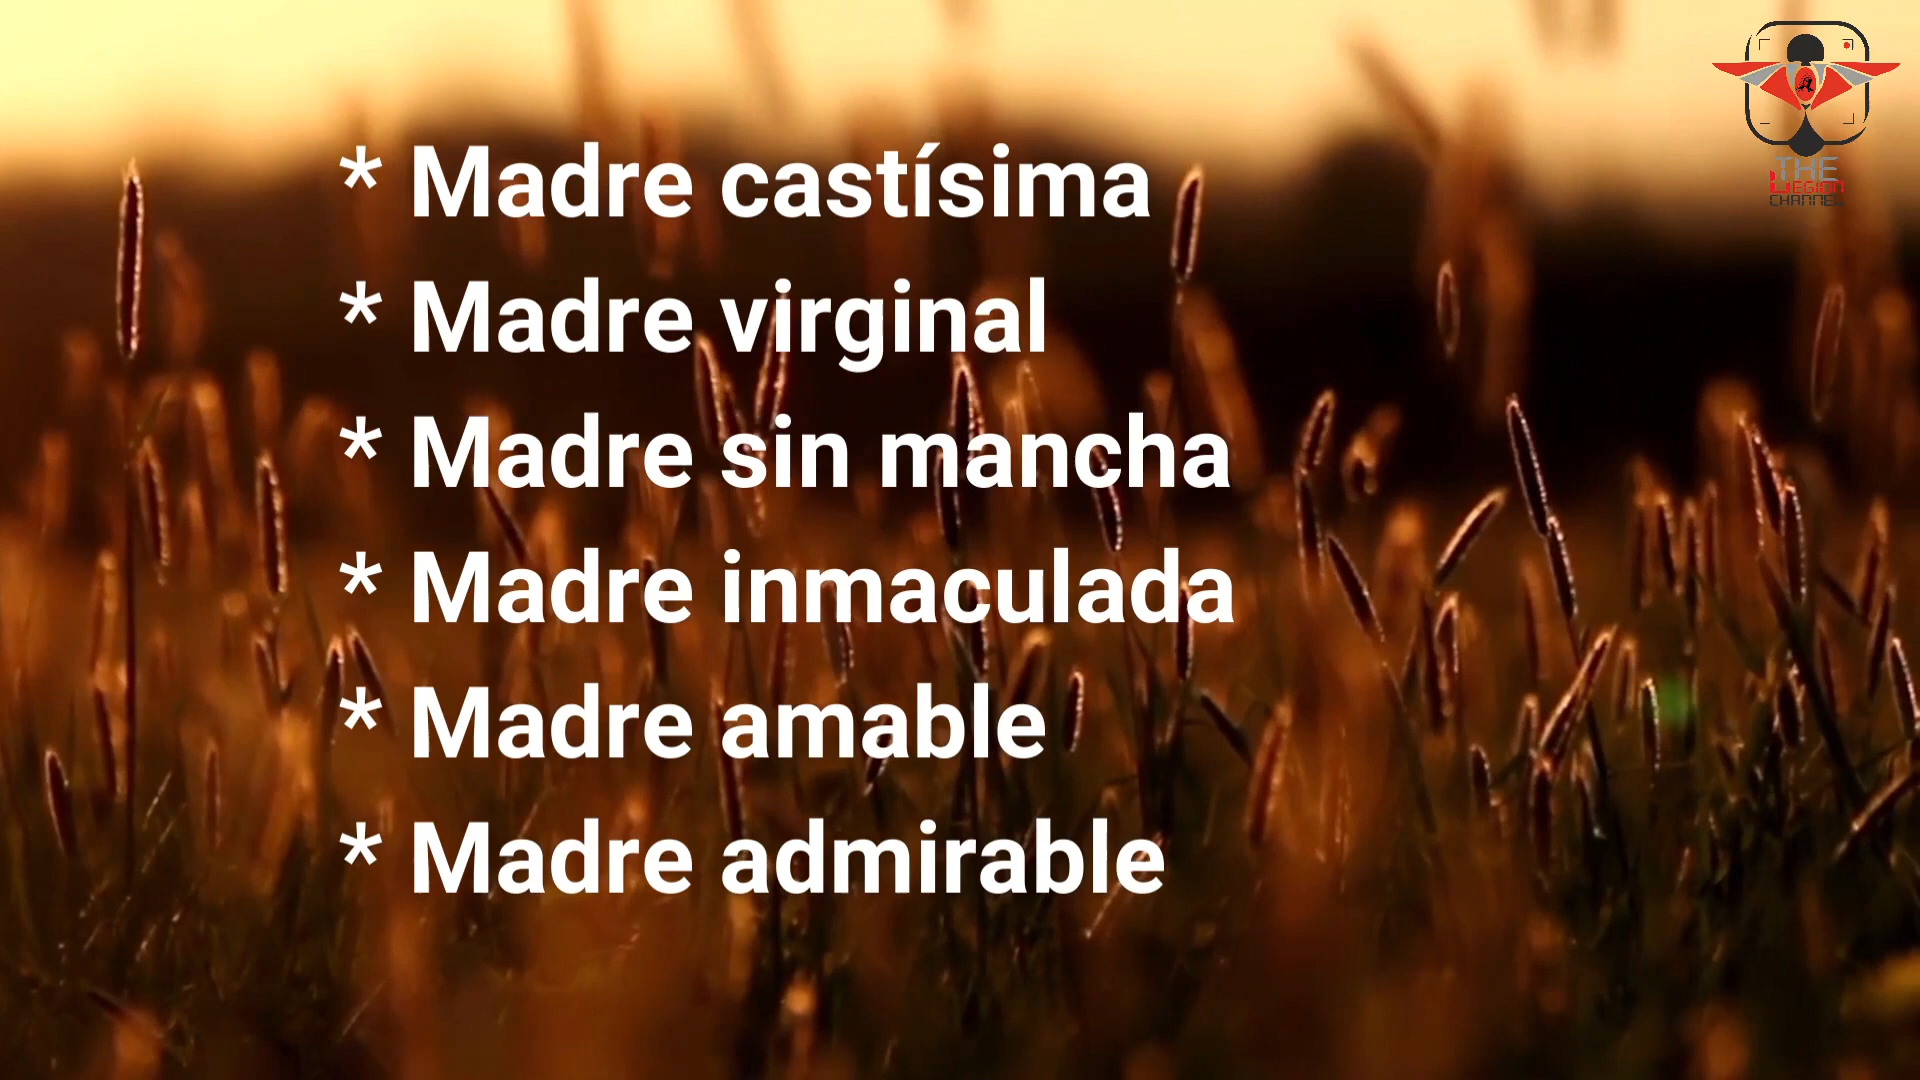 * Madre castísima
* Madre virginal
* Madre sin mancha
* Madre inmaculada
* Madre amable
* Madre admirable
THE
LEGION
CHANNEL